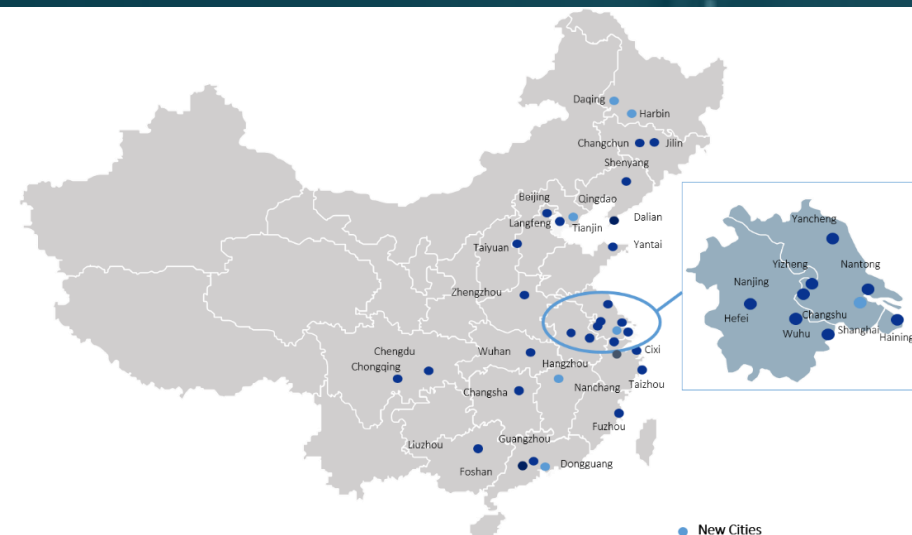 Daqing
Harbin
Changchun
Jilin
Shenyang
Beijing
Qingdao
Langfeng
Tianjin
Dalian
Taiyuan
Yantai
Zhengzhou
Chengdu
Chongqing
Wuhan
Hangzhou
Cixi
Changsha
Nanchang
Taizhou
Fuzhou
Liuzhou
Guangzhou
Foshan
Dongguang
Yancheng
Yizheng
Nantong
Nanjing
Hefei
Changshu
Wuhu
Shanghai
Haining
New Cities